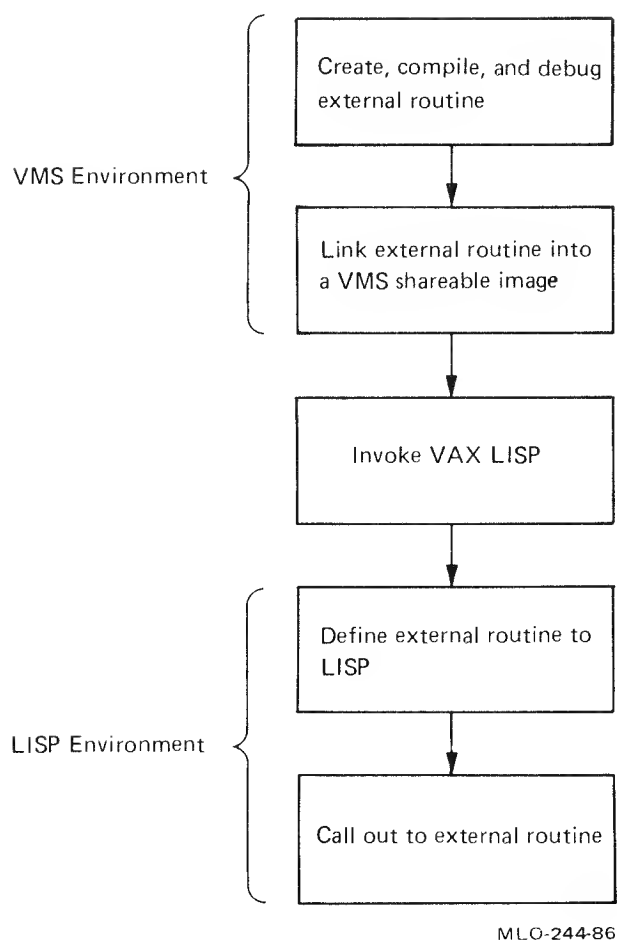 Create, compile, and debug
external routine
VMS Environment
Link external routine into
a VMS shareable image
Invoke VAX LISP
Define external routine to
LISP
LISP Environment
Call out to external routine
MLO-244-86